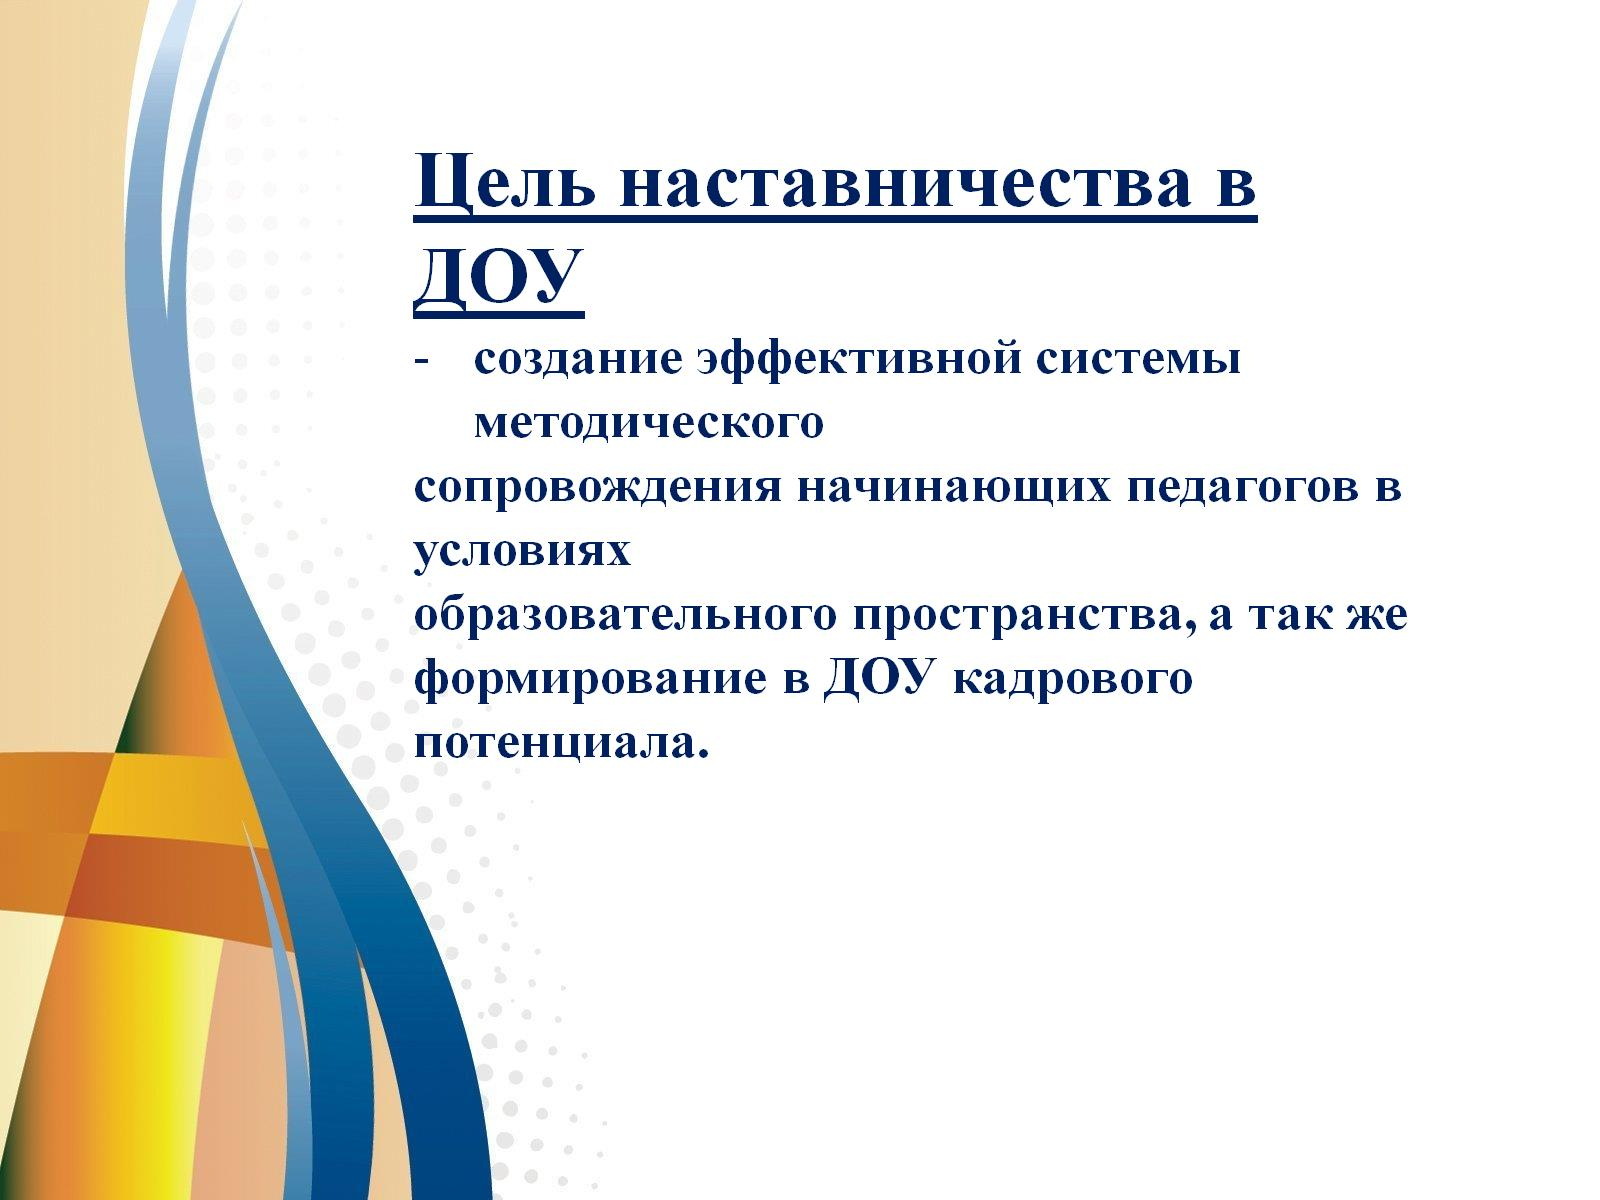 Цель наставничества в
ДОУ
- создание эффективной системы
методического
сопровождения начинающих педагогов в
условиях
образовательного пространства, а так же
формирование в ДОУ кадрового
потенциала.